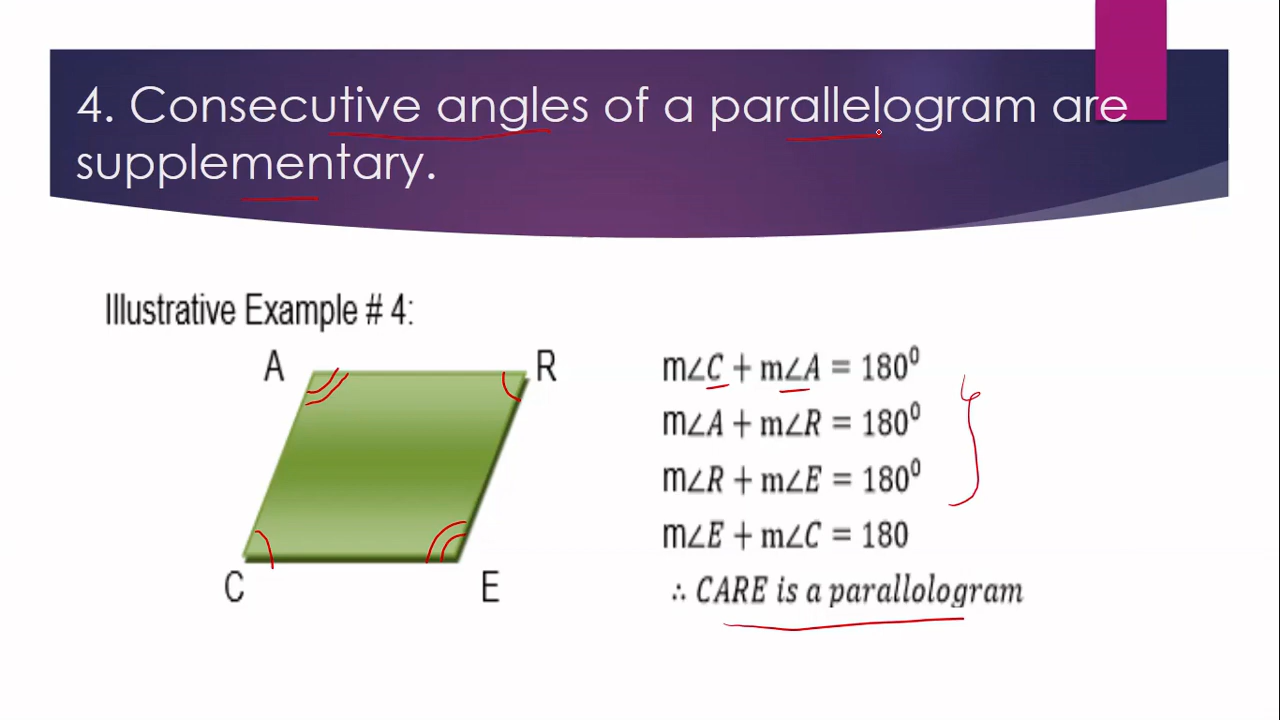 4. Consecutive angles of a parallelogram are
supplementary.
Illustrative Example # 4:
A
R
C
E
m∠C + m∠A = 180⁰
m∠A + m∠R = 180⁰
m∠R + m∠E = 180⁰
m∠E + m∠C = 180
∴ CARE is a parallologram